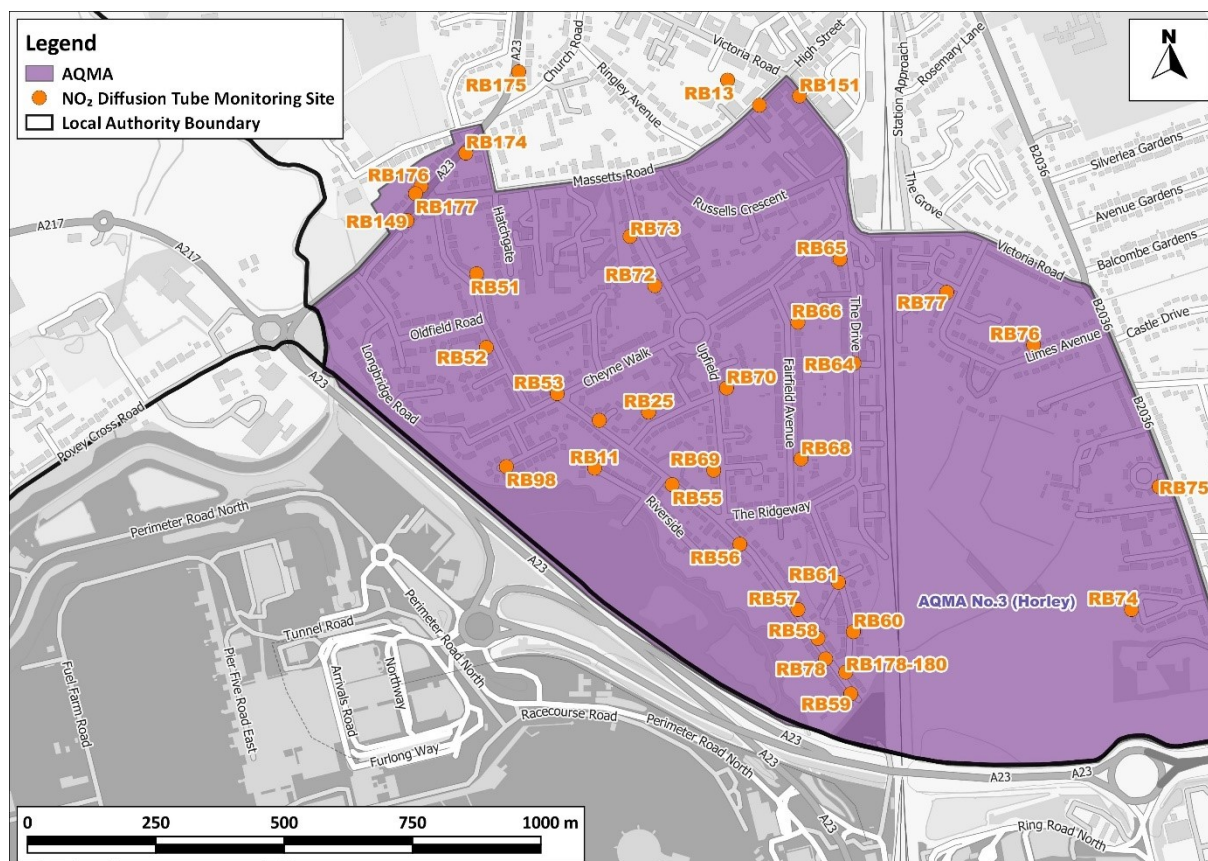 Legend
AQMA
NO₂ Diffusion Tube Monitoring Site
Local Authority Boundary
N
A23
Church Road
Ringley Avenue
Victoria Road
High Street
Station Approach
Rosemary Lane
RB175
RB13
RB151
RB174
A23
RB176
RB177
RB149
Massetts Road
Hatchgate
Russells Crescent
The Grove
B2036
Silverlea Gardens
Avenue Gardens
Balcombe Gardens
A217
A217
RB73
RB72
RB65
Victoria Road
RB51
RB77
RB66
The Drive
B2036
Castle Drive
RB76
Limes Avenue
Oldfield Road
RB52
Longbridge Road
Cheyne Walk
Upfield
RB64
RB53
RB25
RB70
Fairfield Avenue
A23
Povey Cross Road
B2036
RB98
RB11
RB69
RB68
RB55
RB75
Riverside
The Ridgeway
Perimeter Road North
RB56
A23
RB61
RB57
AQMA No.3 (Horley)
RB74
RB58
RB60
RB78
RB178-180
RB59
Tunnel Road
Perimeter Road North
Fuel Farm Road
Pier Five Road East
Arrivals Road
Northway
Racecourse Road
Furlong Way
Perimeter Road North
A23
A23
A23
A23
Ring Road North
0 250 500 750 1000 m